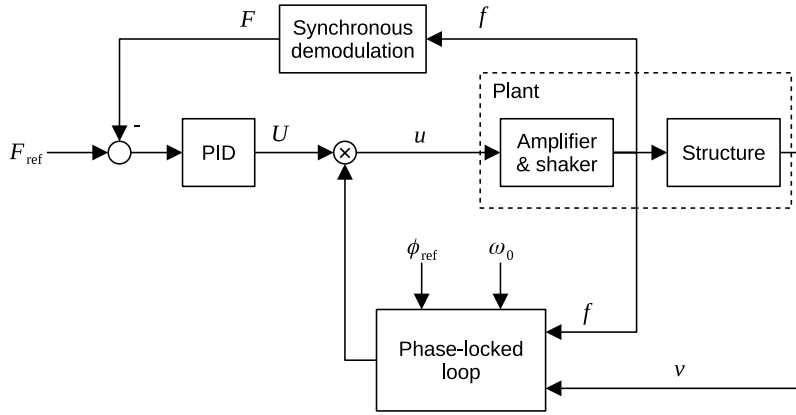 F
Synchronous
demodulation
f
Plant
-
F_ref
PID
U
×
u
Amplifier
& shaker
Structure
ϕ_ref
ω_0
f
Phase-locked
loop
v